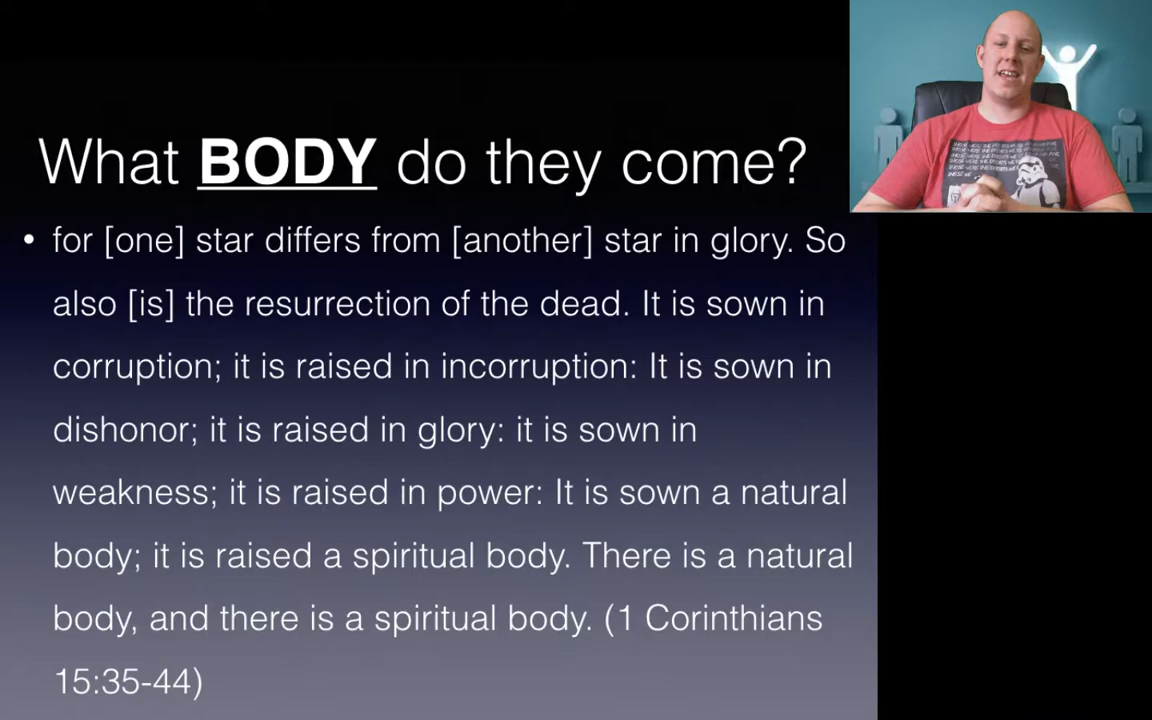 What BODY do they come?
• for [one] star differs from [another] star in glory. So
also [is] the resurrection of the dead. It is sown in
corruption; it is raised in incorruption: It is sown in
dishonor; it is raised in glory: it is sown in
weakness; it is raised in power: It is sown a natural
body; it is raised a spiritual body. There is a natural
body, and there is a spiritual body. (1 Corinthians
15:35-44)